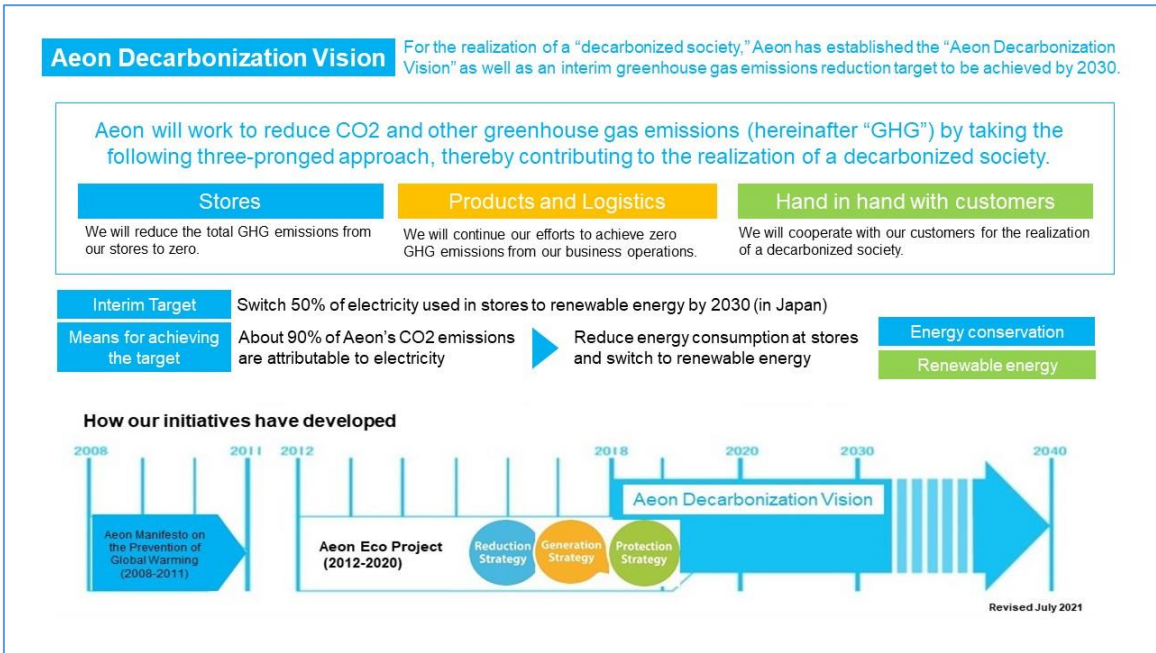 Aeon Decarbonization Vision
For the realization of a “decarbonized society,” Aeon has established the “Aeon Decarbonization
Vision” as well as an interim greenhouse gas emissions reduction target to be achieved by 2030.
Aeon will work to reduce CO2 and other greenhouse gas emissions (hereinafter “GHG”) by taking the
following three-pronged approach, thereby contributing to the realization of a decarbonized society.
Stores
We will reduce the total GHG emissions from
our stores to zero.
Products and Logistics
We will continue our efforts to achieve zero
GHG emissions from our business operations.
Hand in hand with customers
We will cooperate with our customers for the realization
of a decarbonized society.
Interim Target
Switch 50% of electricity used in stores to renewable energy by 2030 (in Japan)
Means for achieving
the target
About 90% of Aeon’s CO2 emissions
are attributable to electricity
Reduce energy consumption at stores
and switch to renewable energy
Energy conservation
Renewable energy
How our initiatives have developed
2008
2011
2012
2018
2020
2030
2040
Aeon Manifesto on
the Prevention of
Global Warming
(2008-2011)
Aeon Eco Project
(2012-2020)
Reduction
Strategy
Generation
Strategy
Protection
Strategy
Aeon Decarbonization Vision
Revised July 2021